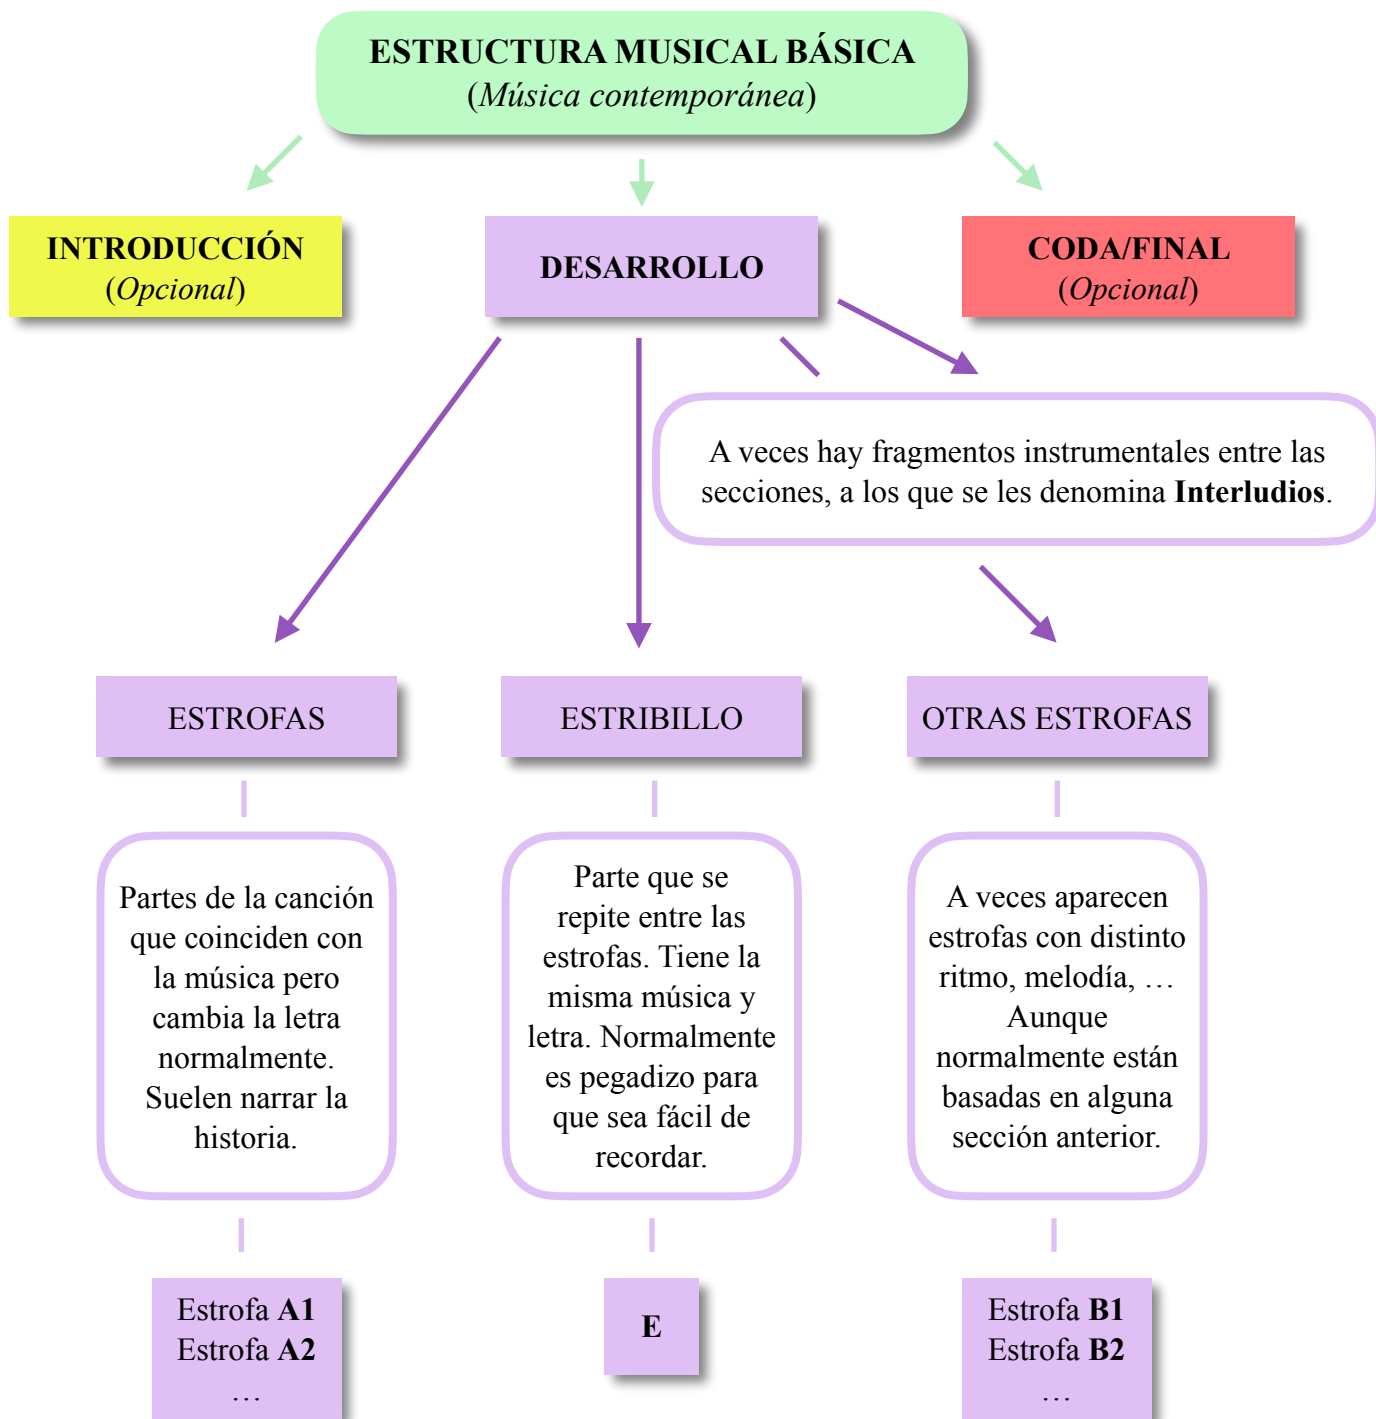 ESTRUCTURA MUSICAL BÁSICA
(Música contemporánea)
INTRODUCCIÓN
(Opcional)
DESARROLLO
CODA/FINAL
(Opcional)
A veces hay fragmentos instrumentales entre las
secciones, a los que se les denomina Interludios.
ESTROFAS
ESTRIBILLO
OTRAS ESTROFAS
Partes de la canción
que coinciden con
la música pero
cambia la letra
normalmente.
Suelen narrar la
historia.
Parte que se
repite entre las
estrofas. Tiene la
misma música y
letra. Normalmente
es pegadizo para
que sea fácil de
recordar.
A veces aparecen
estrofas con distinto
ritmo, melodía, …
Aunque
normalmente están
basadas en alguna
sección anterior.
Estrofa A1
Estrofa A2
…
E
Estrofa B1
Estrofa B2
…